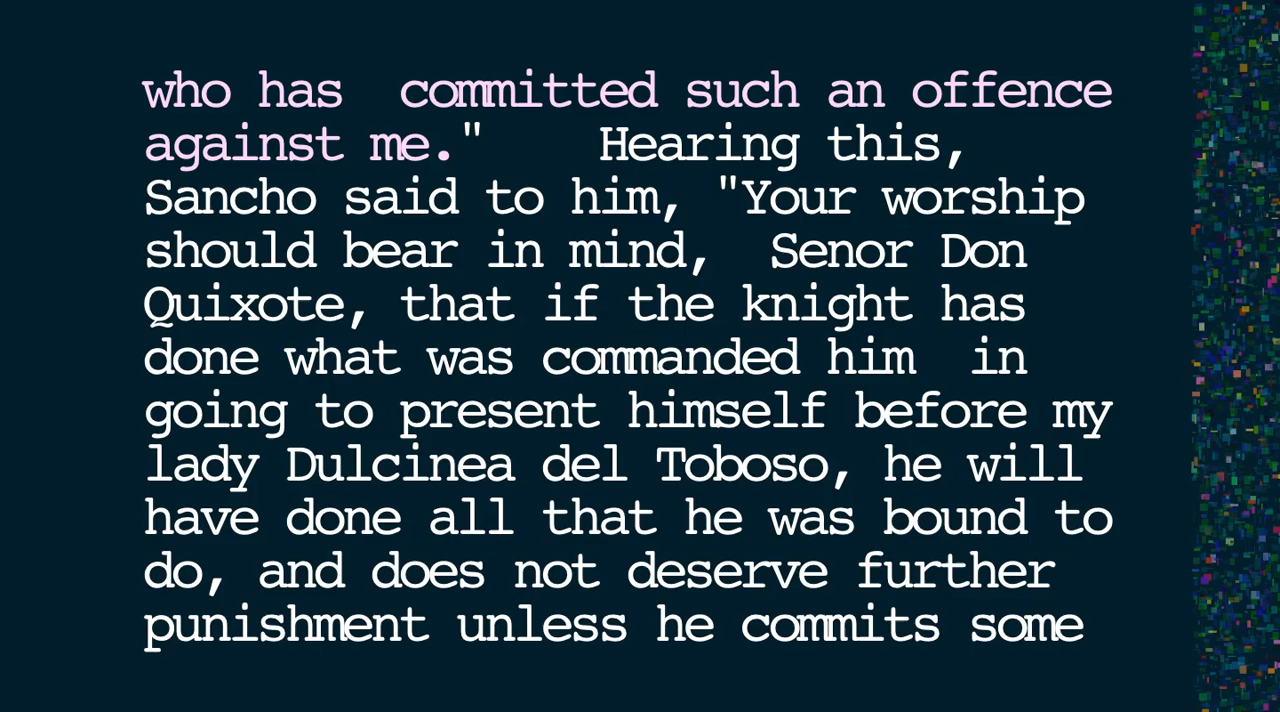 who has  committed such an offence
against me."    Hearing this,
Sancho said to him, "Your worship
should bear in mind,  Senor Don
Quixote, that if the knight has
done what was commanded him  in
going to present himself before my
lady Dulcinea del Toboso, he will
have done all that he was bound to
do, and does not deserve further
punishment unless he commits some